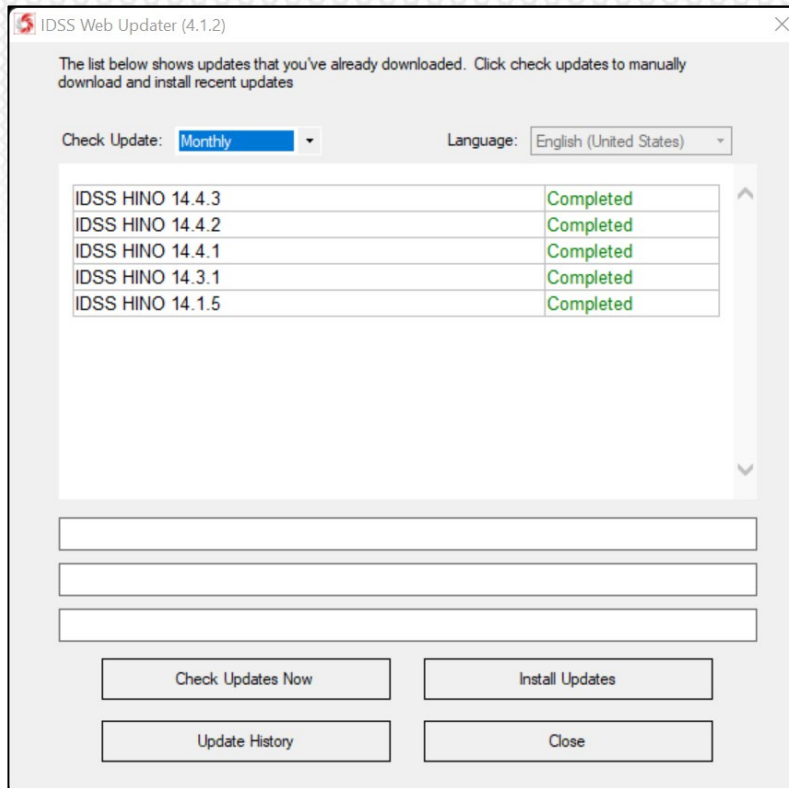 IDSS Web Updater (4.1.2)
The list below shows updates that you've already downloaded. Click check updates to manually
download and install recent updates
Check Update: Monthly Language: English (United States)
IDSS HINO 14.4.3 Completed
IDSS HINO 14.4.2 Completed
IDSS HINO 14.4.1 Completed
IDSS HINO 14.3.1 Completed
IDSS HINO 14.1.5 Completed
Check Updates Now Install Updates
Update History Close